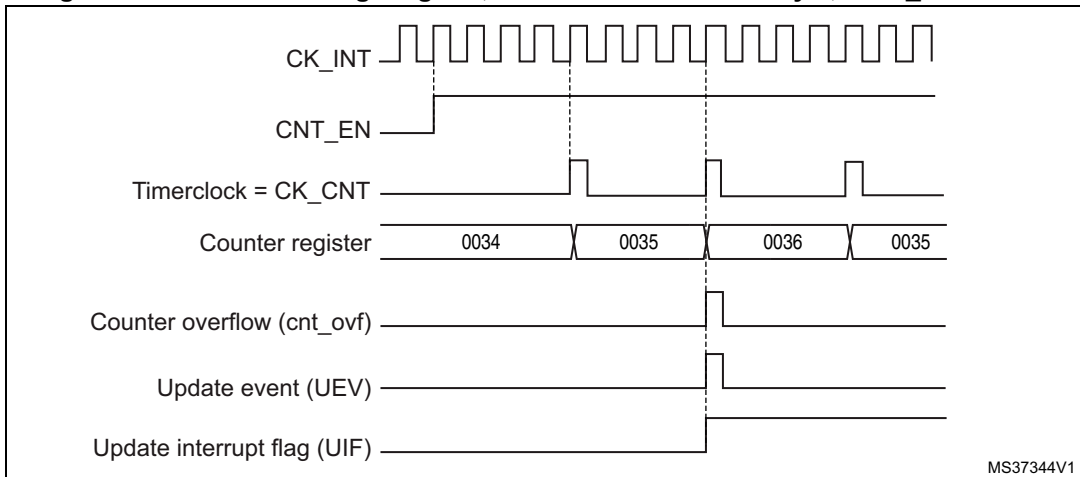 CK_INT
CNT_EN
Timerclock = CK_CNT
Counter register 0034 0035 0036 0035
Counter overflow (cnt_ovf)
Update event (UEV)
Update interrupt flag (UIF)
MS37344V1